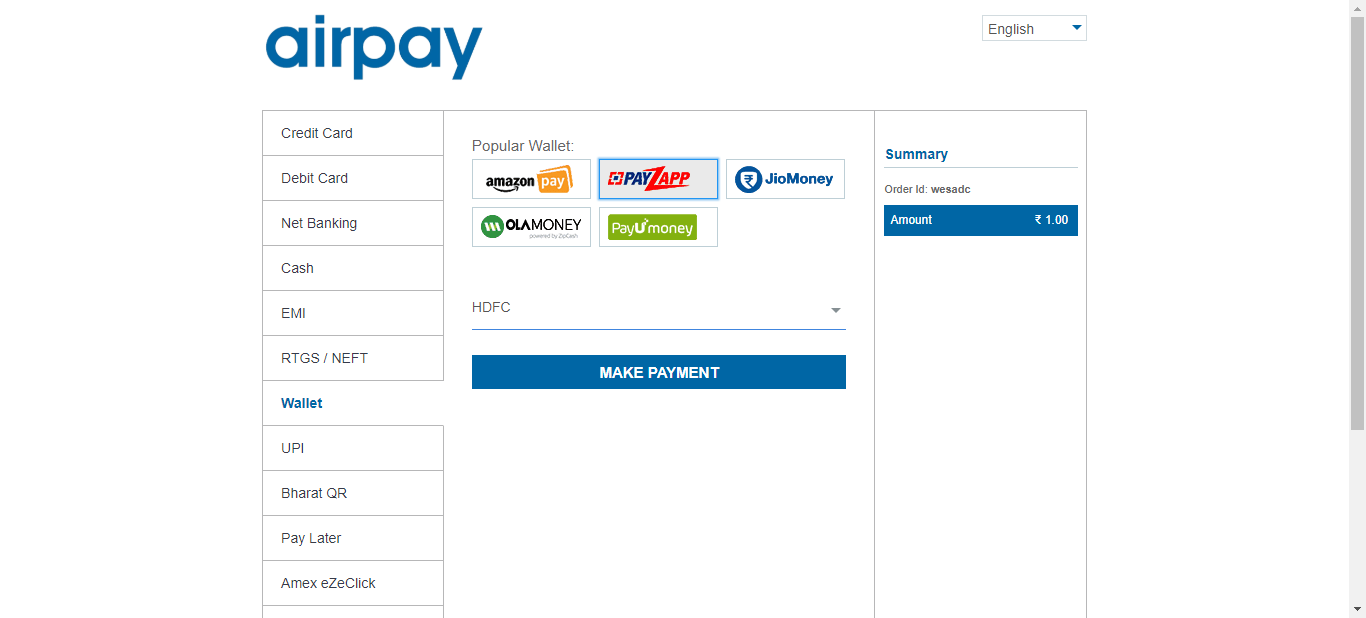 airpay
English
Credit Card
Debit Card
Net Banking
Cash
EMI
RTGS / NEFT
Wallet
UPI
Bharat QR
Pay Later
Amex eZeClick
Popular Wallet:
amazon pay
PAYZAPP
JioMoney
OLAMONEY
powered by ZipCash
PayUmoney
HDFC
MAKE PAYMENT
Summary
Order Id: wesadc
Amount ₹ 1.00